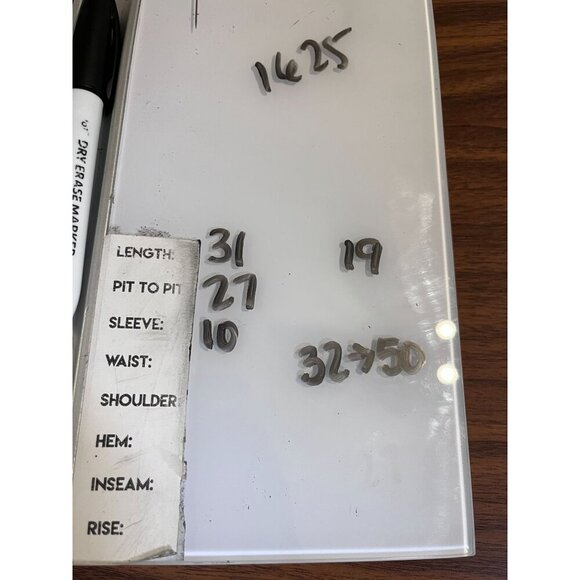 1625
DRY ERASE MARKER
LENGTH: 31 19
PIT TO PIT 27
SLEEVE: 10
WAIST: 32→50
SHOULDER
HEM:
INSEAM:
RISE: